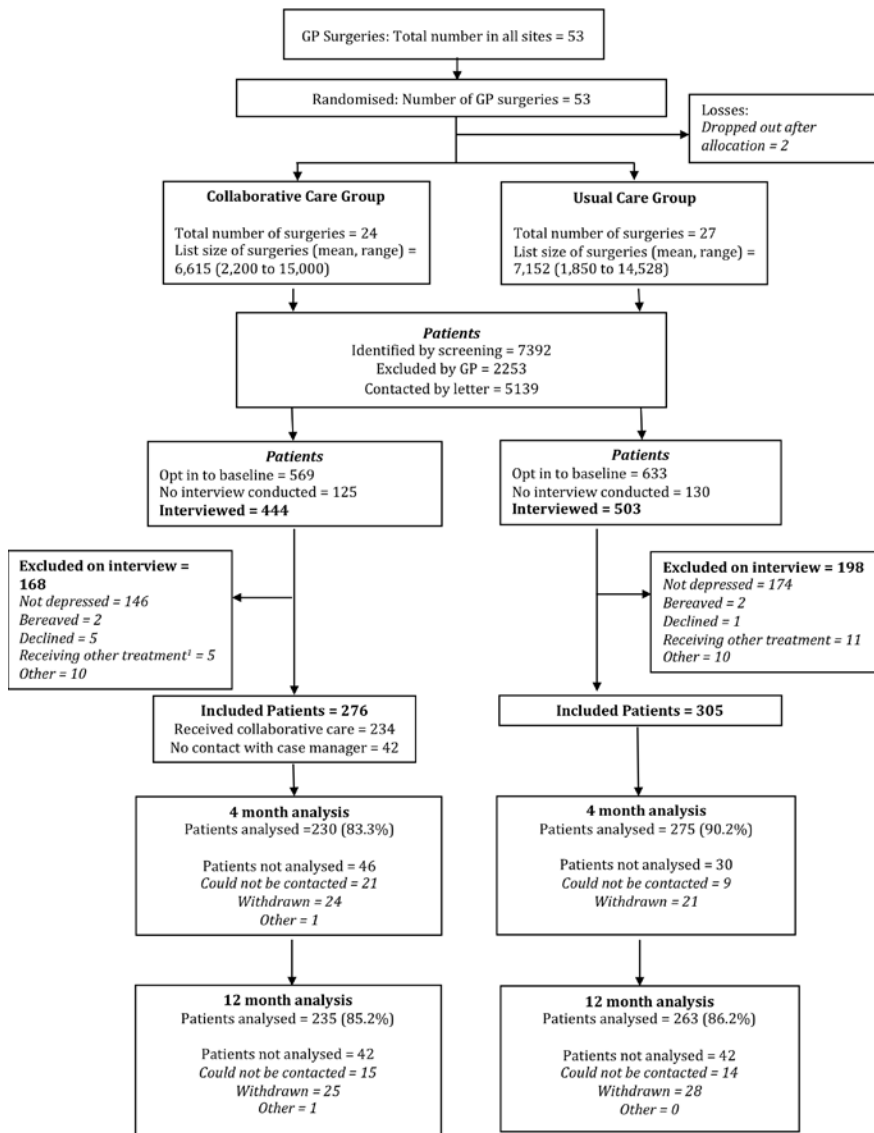 GP Surgeries: Total number in all sites = 53
Randomised: Number of GP surgeries = 53
Losses:
Dropped out after
allocation = 2
Collaborative Care Group
Total number of surgeries = 24
List size of surgeries (mean, range) =
6,615 (2,200 to 15,000)
Usual Care Group
Total number of surgeries = 27
List size of surgeries (mean, range) =
7,152 (1,850 to 14,528)
Patients
Identified by screening = 7392
Excluded by GP = 2253
Contacted by letter = 5139
Patients
Opt in to baseline = 569
No interview conducted = 125
Interviewed = 444
Patients
Opt in to baseline = 633
No interview conducted = 130
Interviewed = 503
Excluded on interview =
168
Not depressed = 146
Bereaved = 2
Declined = 5
Receiving other treatment¹ = 5
Other = 10
Excluded on interview = 198
Not depressed = 174
Bereaved = 2
Declined = 1
Receiving other treatment = 11
Other = 10
Included Patients = 276
Received collaborative care = 234
No contact with case manager = 42
Included Patients = 305
4 month analysis
Patients analysed =230 (83.3%)
Patients not analysed = 46
Could not be contacted = 21
Withdrawn = 24
Other = 1
4 month analysis
Patients analysed = 275 (90.2%)
Patients not analysed = 30
Could not be contacted = 9
Withdrawn = 21
12 month analysis
Patients analysed = 235 (85.2%)
Patients not analysed = 42
Could not be contacted = 15
Withdrawn = 25
Other = 1
12 month analysis
Patients analysed = 263 (86.2%)
Patients not analysed = 42
Could not be contacted = 14
Withdrawn = 28
Other = 0